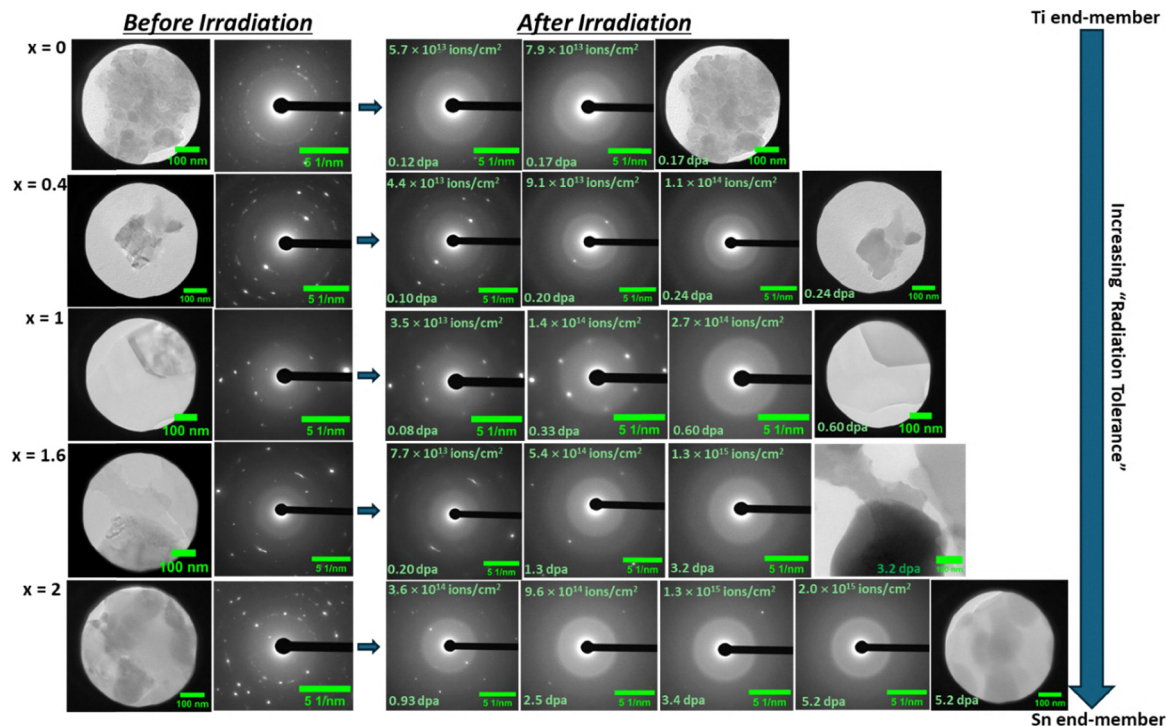 Before Irradiation
After Irradiation
Ti end-member
x = 0
100 nm
5 1/nm
5.7 × 10¹³ ions/cm²
0.12 dpa
5 1/nm
7.9 × 10¹³ ions/cm²
0.17 dpa
5 1/nm
0.17 dpa
100 nm
x = 0.4
100 nm
5 1/nm
4.4 × 10¹³ ions/cm²
0.10 dpa
5 1/nm
9.1 × 10¹³ ions/cm²
0.20 dpa
5 1/nm
1.1 × 10¹⁴ ions/cm²
0.24 dpa
5 1/nm
0.24 dpa
100 nm
x = 1
100 nm
5 1/nm
3.5 × 10¹³ ions/cm²
0.08 dpa
5 1/nm
1.4 × 10¹⁴ ions/cm²
0.33 dpa
5 1/nm
2.7 × 10¹⁴ ions/cm²
0.60 dpa
5 1/nm
0.60 dpa
100 nm
x = 1.6
100 nm
5 1/nm
7.7 × 10¹³ ions/cm²
0.20 dpa
5 1/nm
5.4 × 10¹⁴ ions/cm²
1.3 dpa
5 1/nm
1.3 × 10¹⁵ ions/cm²
3.2 dpa
5 1/nm
3.2 dpa
x = 2
100 nm
5 1/nm
3.6 × 10¹⁴ ions/cm²
0.93 dpa
5 1/nm
9.6 × 10¹⁴ ions/cm²
2.5 dpa
5 1/nm
1.3 × 10¹⁵ ions/cm²
3.4 dpa
5 1/nm
2.0 × 10¹⁵ ions/cm²
5.2 dpa
5 1/nm
5.2 dpa
100 nm
Increasing "Radiation Tolerance"
Sn end-member